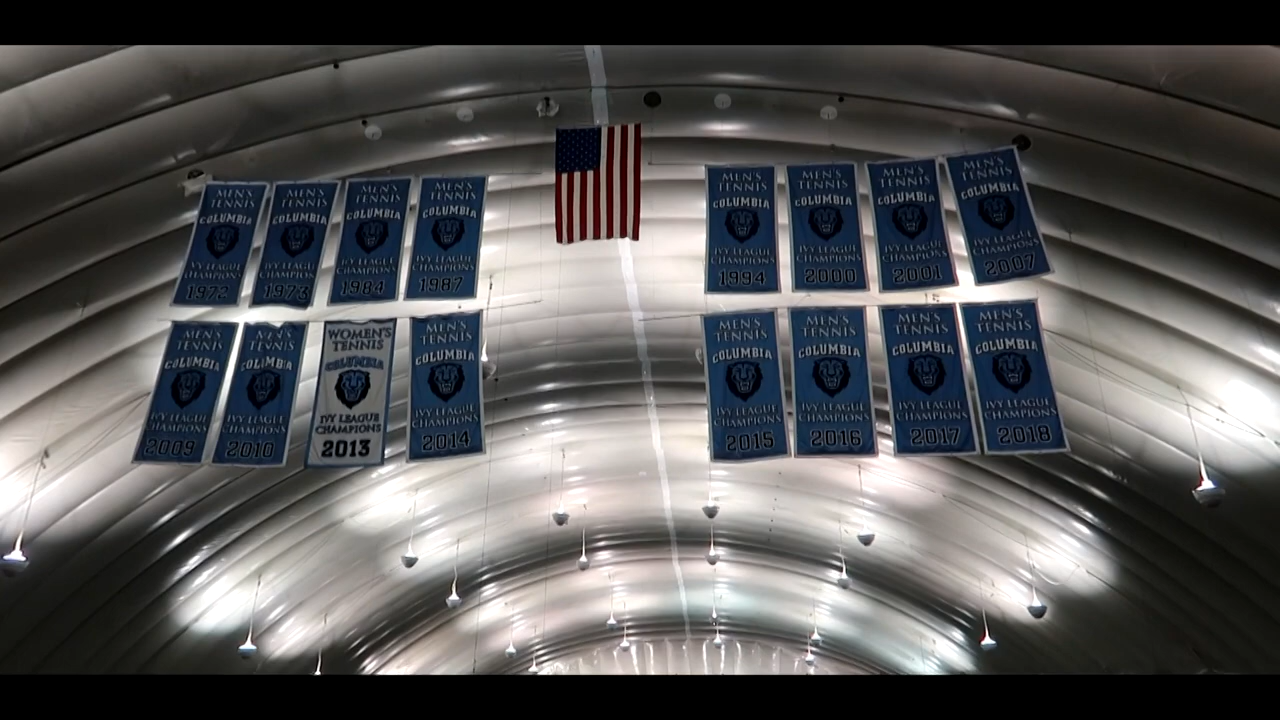 MEN'S
TENNIS
COLUMBIA
IVY LEAGUE
CHAMPIONS
1972
MEN'S
TENNIS
COLUMBIA
IVY LEAGUE
CHAMPIONS
1973
MEN'S
TENNIS
COLUMBIA
IVY LEAGUE
CHAMPIONS
1984
MEN'S
TENNIS
COLUMBIA
IVY LEAGUE
CHAMPIONS
1987
MEN'S
TENNIS
COLUMBIA
IVY LEAGUE
CHAMPIONS
1994
MEN'S
TENNIS
COLUMBIA
IVY LEAGUE
CHAMPIONS
2000
MEN'S
TENNIS
COLUMBIA
IVY LEAGUE
CHAMPIONS
2001
MEN'S
TENNIS
COLUMBIA
IVY LEAGUE
CHAMPIONS
2007
MEN'S
TENNIS
COLUMBIA
IVY LEAGUE
CHAMPIONS
2009
MEN'S
TENNIS
COLUMBIA
IVY LEAGUE
CHAMPIONS
2010
WOMEN'S
TENNIS
COLUMBIA
IVY LEAGUE
CHAMPIONS
2013
MEN'S
TENNIS
COLUMBIA
IVY LEAGUE
CHAMPIONS
2014
MEN'S
TENNIS
COLUMBIA
IVY LEAGUE
CHAMPIONS
2015
MEN'S
TENNIS
COLUMBIA
IVY LEAGUE
CHAMPIONS
2016
MEN'S
TENNIS
COLUMBIA
IVY LEAGUE
CHAMPIONS
2017
MEN'S
TENNIS
COLUMBIA
IVY LEAGUE
CHAMPIONS
2018